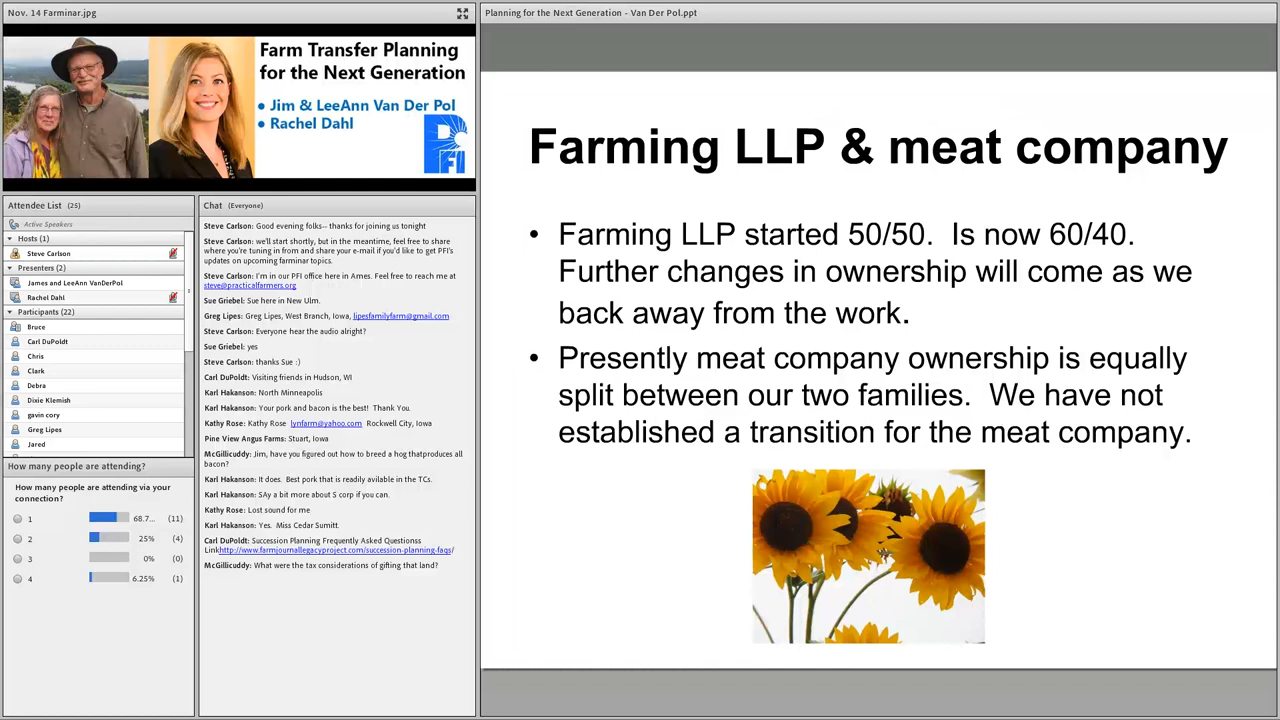 Nov. 14 Farminar.jpg
Farm Transfer Planning
for the Next Generation
● Jim & LeeAnn Van Der Pol
● Rachel Dahl
PFI
Attendee List (25)
Active Speakers
Hosts (1)
Steve Carlson
Presenters (2)
James and LeeAnn VanDerPol
Rachel Dahl
Participants (22)
Bruce
Carl DuPoldt
Chris
Clark
Debra
Dixie Klemish
gavin cory
Greg Lipes
Jared
How many people are attending?
How many people are attending via your
connection?
1 68.7... (11)
2 25% (4)
3 0% (0)
4 6.25% (1)
Chat (Everyone)
Steve Carlson: Good evening folks-- thanks for joining us tonight
Steve Carlson: we'll start shortly, but in the meantime, feel free to share
where you're tuning in from and share your e-mail if you'd like to get PFI's
updates on upcoming farminar topics.
Steve Carlson: I'm in our PFI office here in Ames. Feel free to reach me at
steve@practicalfarmers.org
Sue Griebel: Sue here in New Ulm.
Greg Lipes: Greg Lipes, West Branch, Iowa, lipesfamilyfarm@gmail.com
Steve Carlson: Everyone hear the audio alright?
Sue Griebel: yes
Steve Carlson: thanks Sue :)
Carl DuPoldt: Visiting friends in Hudson, WI
Karl Hakanson: North Minneapolis
Karl Hakanson: Your pork and bacon is the best! Thank You.
Kathy Rose: Kathy Rose lynfarm@yahoo.com Rockwell City, Iowa
Pine View Angus Farms: Stuart, Iowa
McGillicuddy: Jim, have you figured out how to breed a hog thatproduces all
bacon?
Karl Hakanson: It does. Best pork that is readily avilable in the TCs.
Karl Hakanson: SAy a bit more about S corp if you can.
Kathy Rose: Lost sound for me
Karl Hakanson: Yes. Miss Cedar Sumitt.
Carl DuPoldt: Succession Planning Frequently Asked Questionss
Linkhttp://www.farmjournallegacyproject.com/succession-planning-faqs/
McGillicuddy: What were the tax considerations of gifting that land?
Planning for the Next Generation - Van Der Pol.ppt
Farming LLP & meat company
• Farming LLP started 50/50. Is now 60/40.
Further changes in ownership will come as we
back away from the work.
• Presently meat company ownership is equally
split between our two families. We have not
established a transition for the meat company.